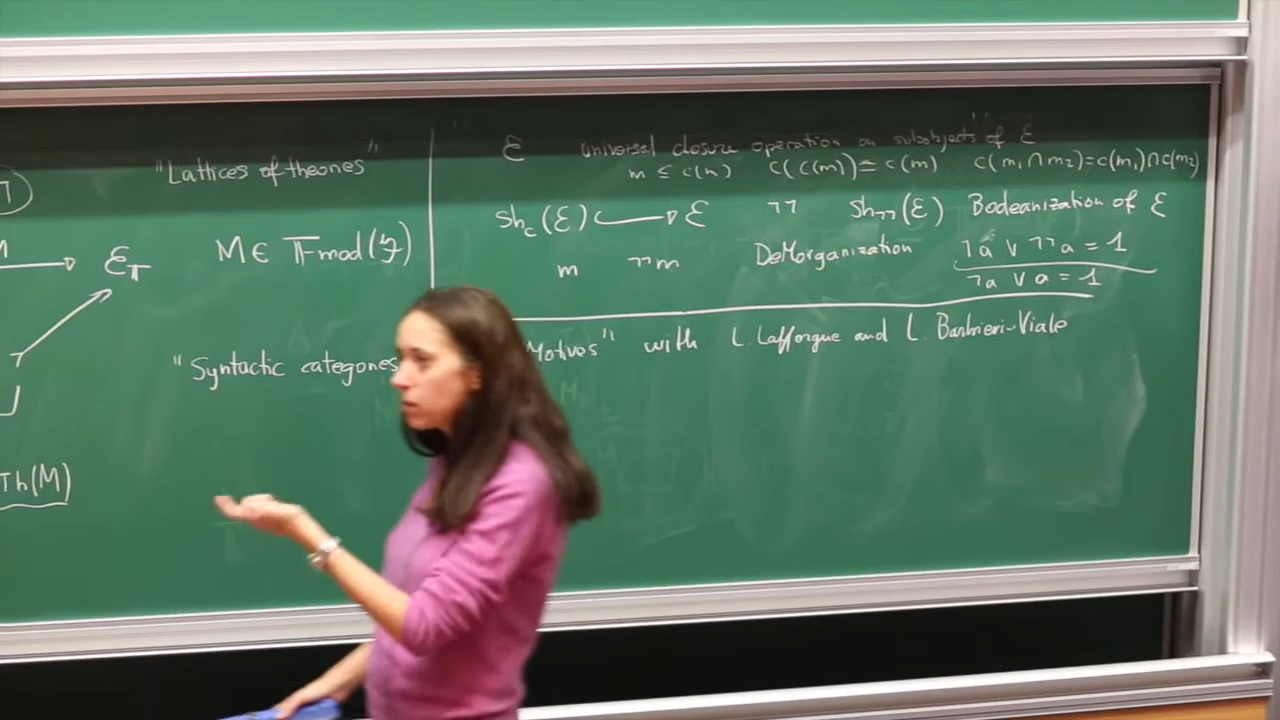 "Lattices of theories"
M ∈ 𝕋-mod(𝒢)
ℰ_𝕋
"Syntactic categories
Th(M)
ℰ universal closure operation on subobjects of ℰ
m ≤ c(m) c(c(m)) ≅ c(m) c(m₁∩m₂)=c(m₁)∩c(m₂)
sh_c(ℰ) ↪ ℰ ¬¬ Sh_¬¬(ℰ) Booleanization of ℰ
m ¬¬m DeMorganization ¬a ∨ ¬¬a = 1
¬a ∨ a = 1
Motives" with L. Lafforgue and L. Barbieri-Viale